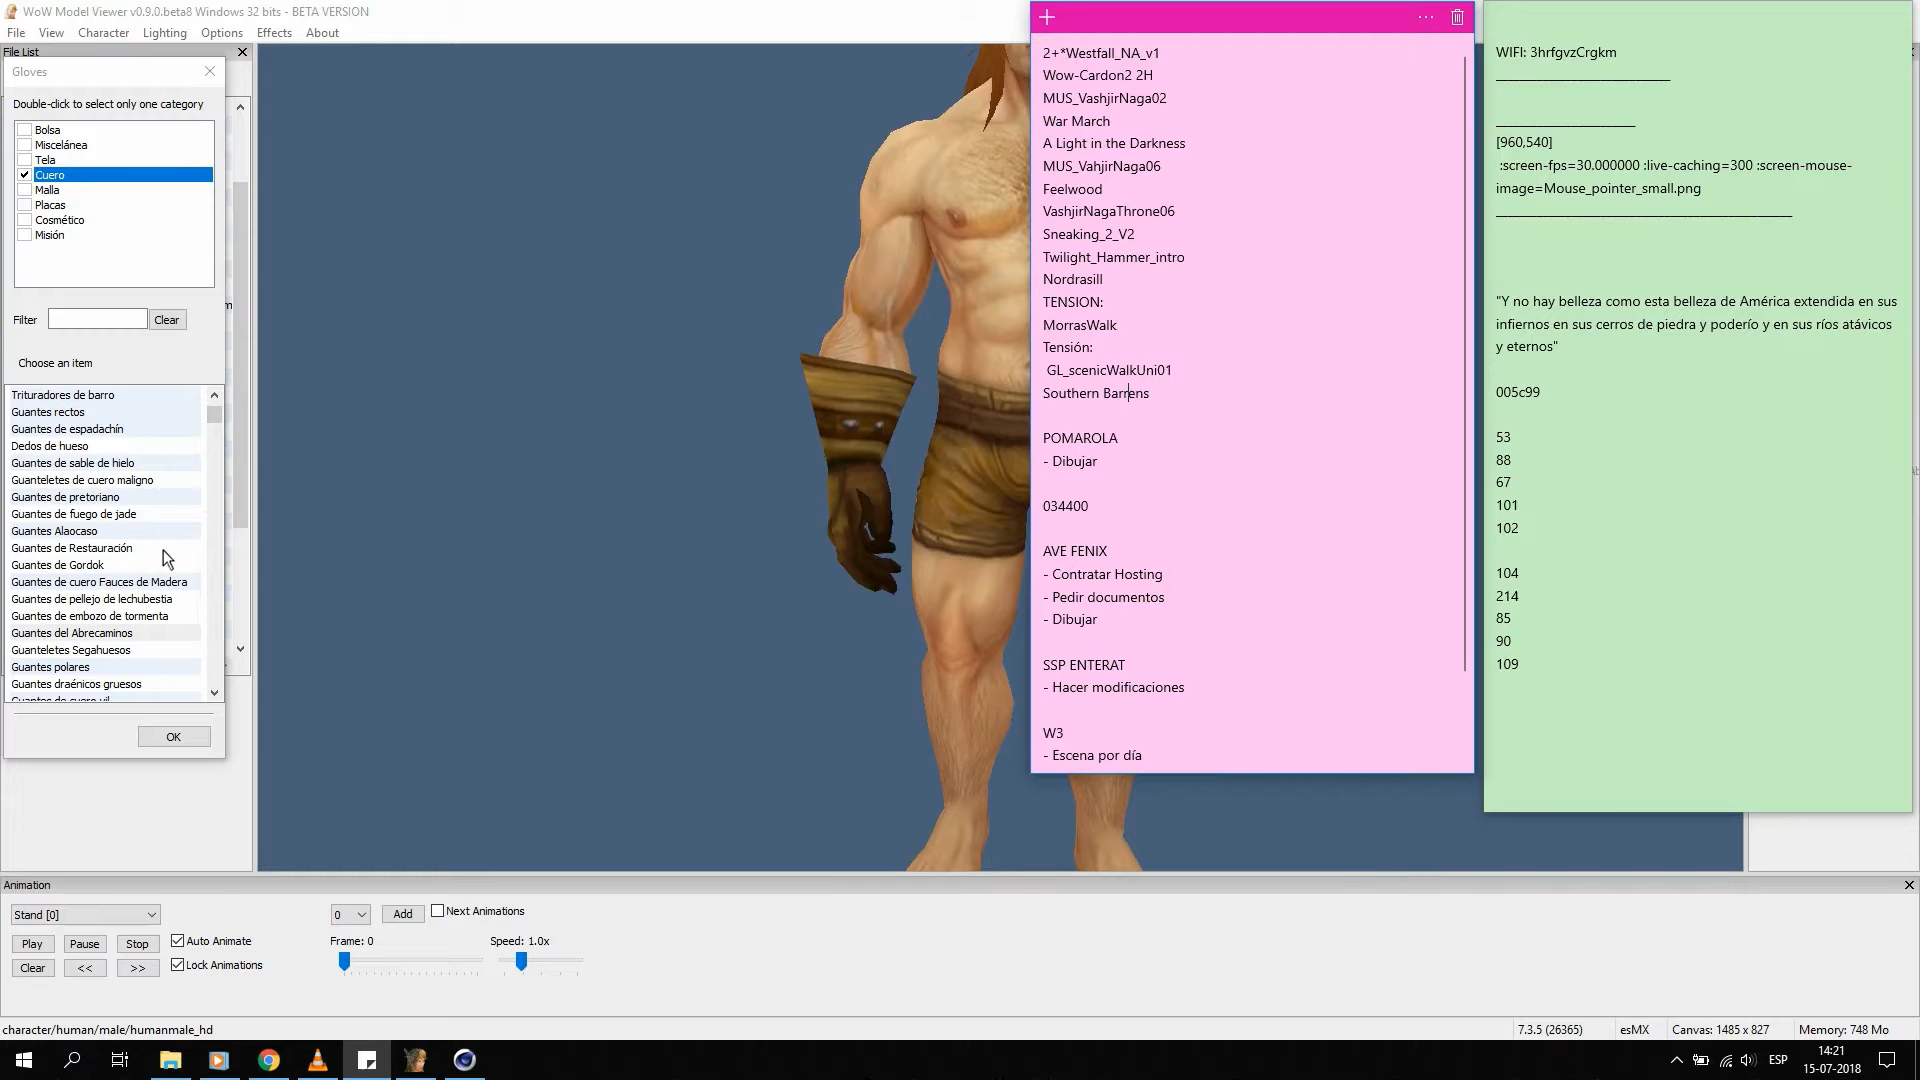 WoW Model Viewer v0.9.0.beta8 Windows 32 bits - BETA VERSION
File View Character Lighting Options Effects About
File List
Gloves
Double-click to select only one category
Bolsa
Miscelánea
Tela
Cuero
Malla
Placas
Cosmético
Misión
Filter
Clear
Choose an item
Trituradores de barro
Guantes rectos
Guantes de espadachín
Dedos de hueso
Guantes de sable de hielo
Guanteletes de cuero maligno
Guantes de pretoriano
Guantes de fuego de jade
Guantes Alaocaso
Guantes de Restauración
Guantes de Gordok
Guantes de cuero Fauces de Madera
Guantes de pellejo de lechubestia
Guantes de embozo de tormenta
Guantes del Abrecaminos
Guanteletes Segahuesos
Guantes polares
Guantes draénicos gruesos
Guantes de cuero vil
OK
2+*Westfall_NA_v1
Wow-Cardon2 2H
MUS_VashjirNaga02
War March
A Light in the Darkness
MUS_VahjirNaga06
Feelwood
VashjirNagaThrone06
Sneaking_2_V2
Twilight_Hammer_intro
Nordrasill
TENSION:
MorrasWalk
Tensión:
GL_scenicWalkUni01
Southern Barrens
POMAROLA
- Dibujar
034400
AVE FENIX
- Contratar Hosting
- Pedir documentos
- Dibujar
SSP ENTERAT
- Hacer modificaciones
W3
- Escena por día
WIFI: 3hrfgvzCrgkm
[960,540]
:screen-fps=30.000000 :live-caching=300 :screen-mouse-
image=Mouse_pointer_small.png
"Y no hay belleza como esta belleza de América extendida en sus
infiernos en sus cerros de piedra y poderío y en sus ríos atávicos
y eternos"
005c99
53
88
67
101
102
104
214
85
90
109
Animation
Stand [0]
0
Add
Next Animations
Play
Pause
Stop
Auto Animate
Frame: 0
Speed: 1.0x
Clear
<<
>>
Lock Animations
character/human/male/humanmale_hd
7.3.5 (26365)
esMX
Canvas: 1485 x 827
Memory: 748 Mo
ESP
14:21
15-07-2018